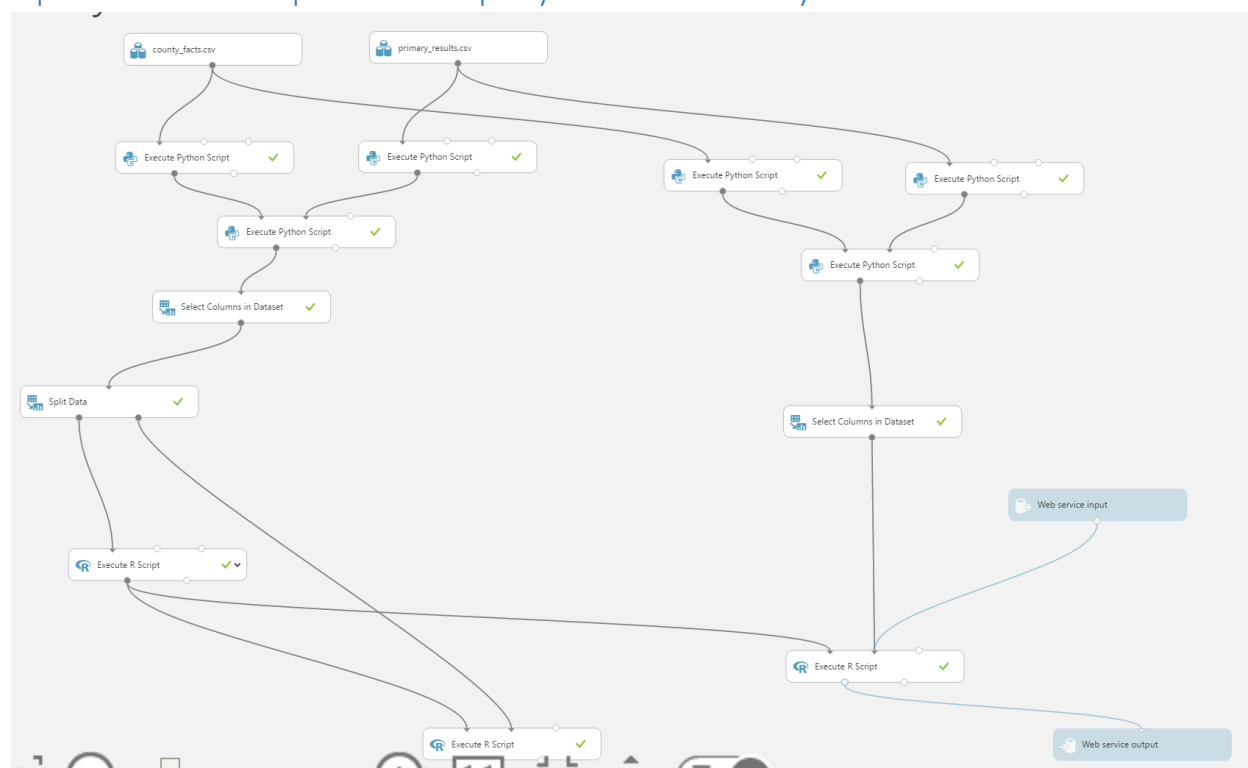 county_facts.csv
primary_results.csv
Execute Python Script
Execute Python Script
Execute Python Script
Execute Python Script
Execute Python Script
Execute Python Script
Select Columns in Dataset
Split Data
Select Columns in Dataset
Web service input
Execute R Script
Execute R Script
Execute R Script
Web service output